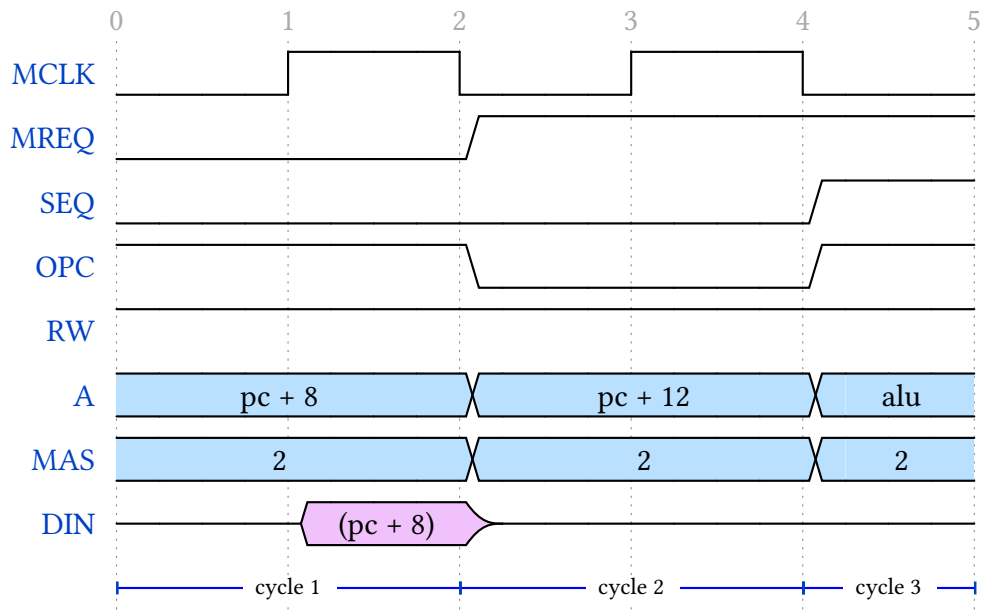 0 1 2 3 4 5
MCLK
MREQ
SEQ
OPC
RW
A pc + 8 pc + 12 alu
MAS 2 2 2
DIN (pc + 8)
cycle 1 cycle 2 cycle 3